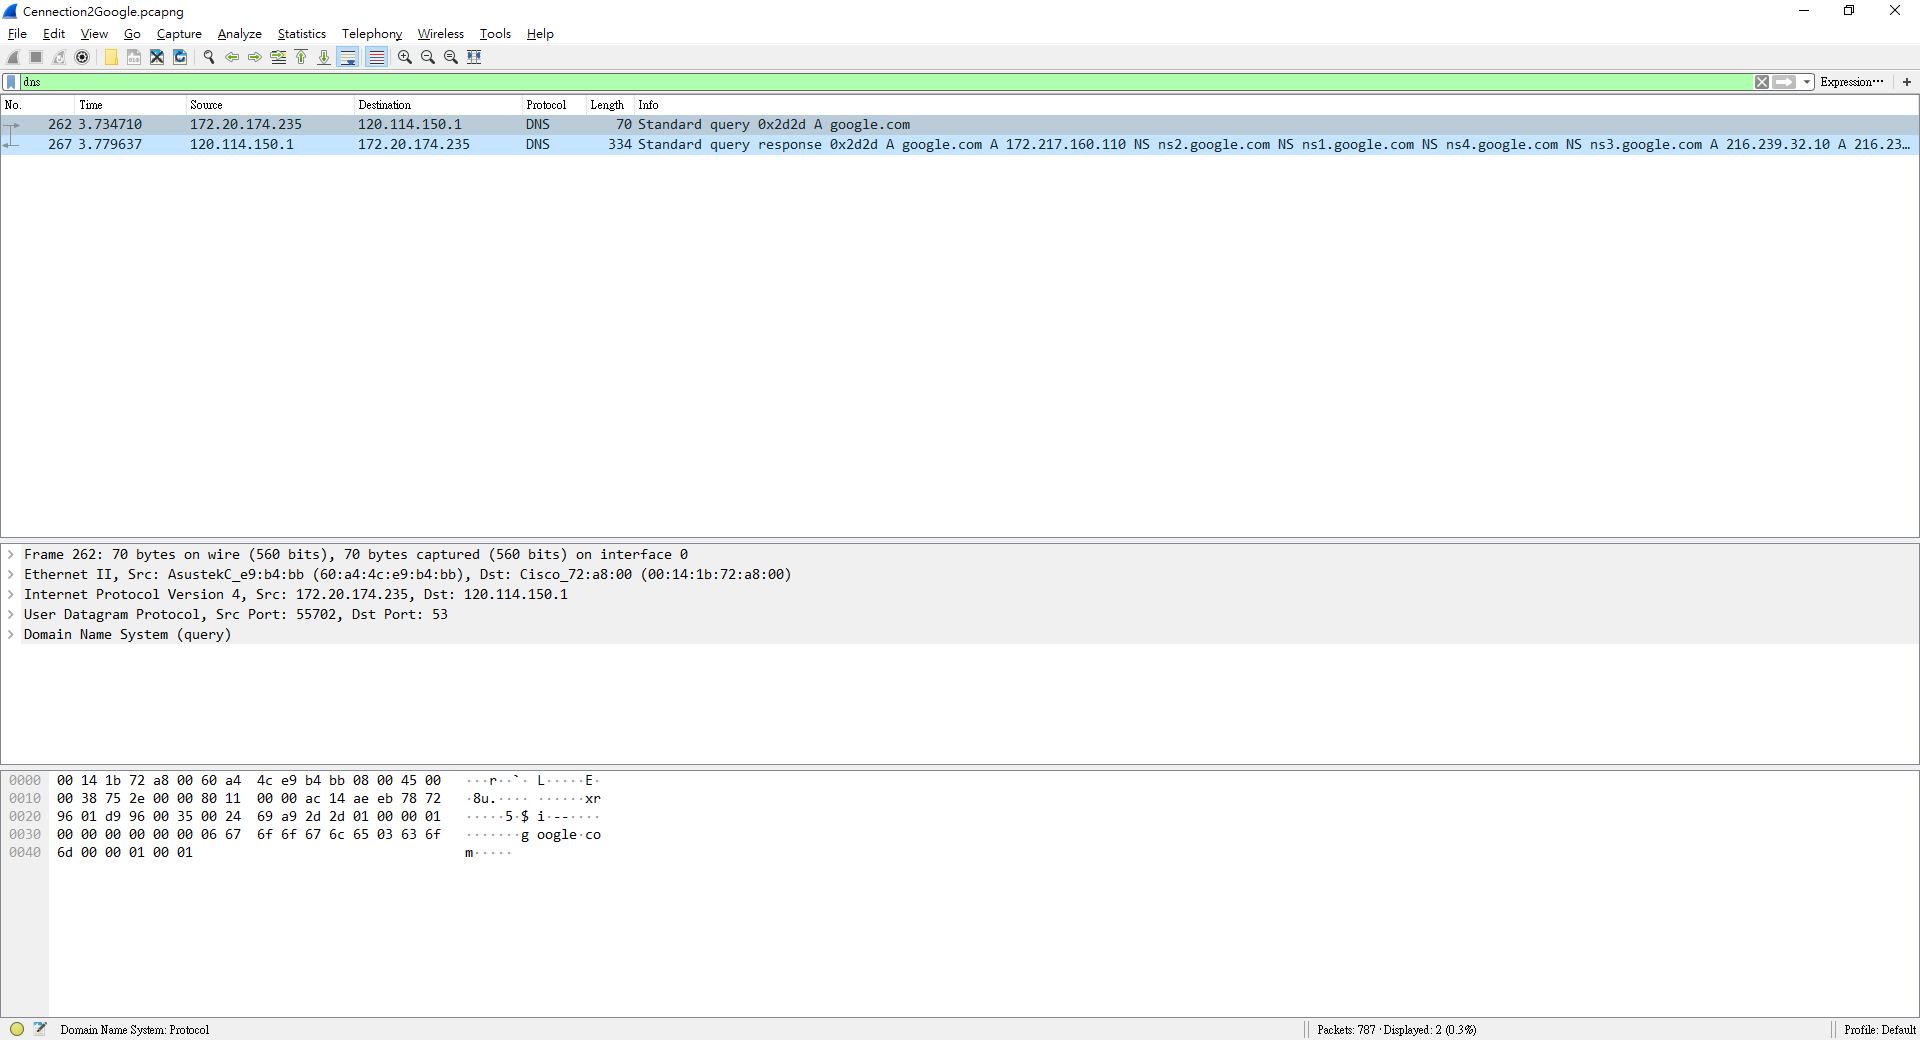 Cennection2Google.pcapng
File Edit View Go Capture Analyze Statistics Telephony Wireless Tools Help
dns
Expression…
+
No. Time Source Destination Protocol Length Info
262 3.734710 172.20.174.235 120.114.150.1 DNS 70 Standard query 0x2d2d A google.com
267 3.779637 120.114.150.1 172.20.174.235 DNS 334 Standard query response 0x2d2d A google.com A 172.217.160.110 NS ns2.google.com NS ns1.google.com NS ns4.google.com NS ns3.google.com A 216.239.32.10 A 216.23…
Frame 262: 70 bytes on wire (560 bits), 70 bytes captured (560 bits) on interface 0
Ethernet II, Src: AsustekC_e9:b4:bb (60:a4:4c:e9:b4:bb), Dst: Cisco_72:a8:00 (00:14:1b:72:a8:00)
Internet Protocol Version 4, Src: 172.20.174.235, Dst: 120.114.150.1
User Datagram Protocol, Src Port: 55702, Dst Port: 53
Domain Name System (query)
0000 00 14 1b 72 a8 00 60 a4 4c e9 b4 bb 08 00 45 00 ···r··`· L·····E·
0010 00 38 75 2e 00 00 80 11 00 00 ac 14 ae eb 78 72 ·8u.···· ······xr
0020 96 01 d9 96 00 35 00 24 69 a9 2d 2d 01 00 00 01 ·····5·$ i·--····
0030 00 00 00 00 00 00 06 67 6f 6f 67 6c 65 03 63 6f ·······g oogle·co
0040 6d 00 00 01 00 01 m·····
Domain Name System: Protocol
Packets: 787 · Displayed: 2 (0.3%)
Profile: Default